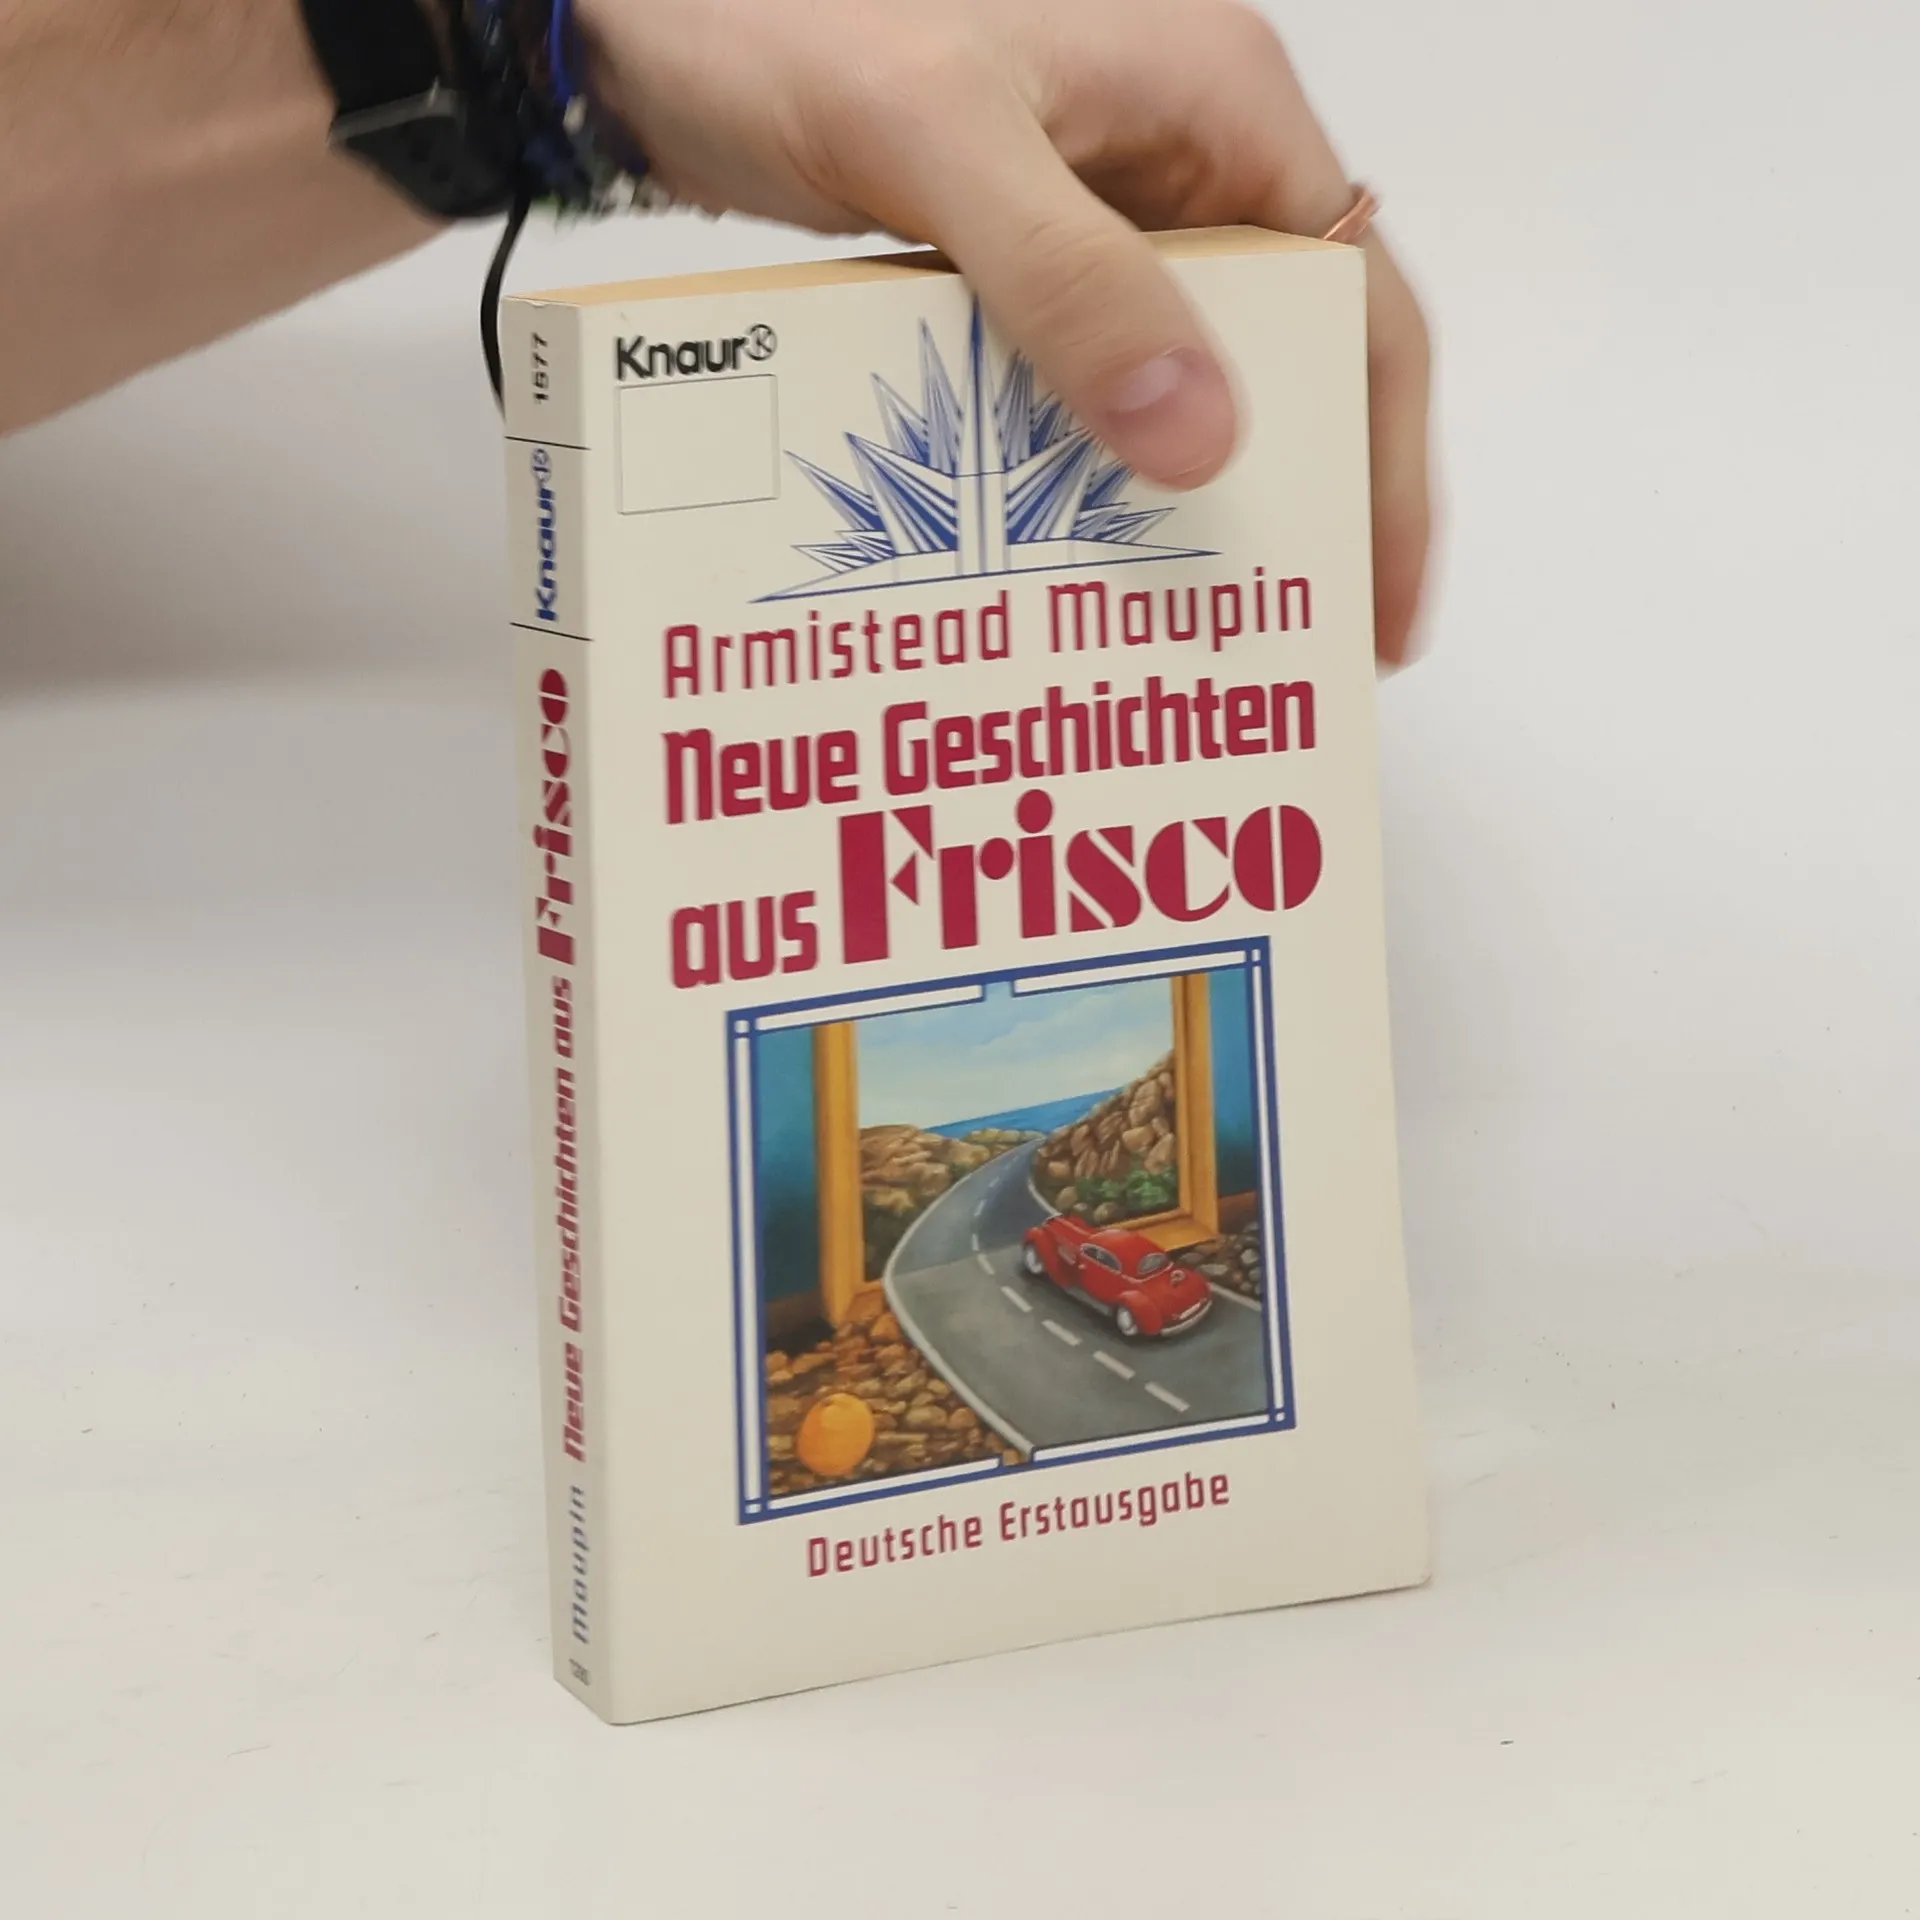 Knaur®
Armistead Maupin
Neue Geschichten
aus Frisco
Deutsche Erstausgabe
1577
Knaur®
Neue Geschichten aus Frisco
Maupin